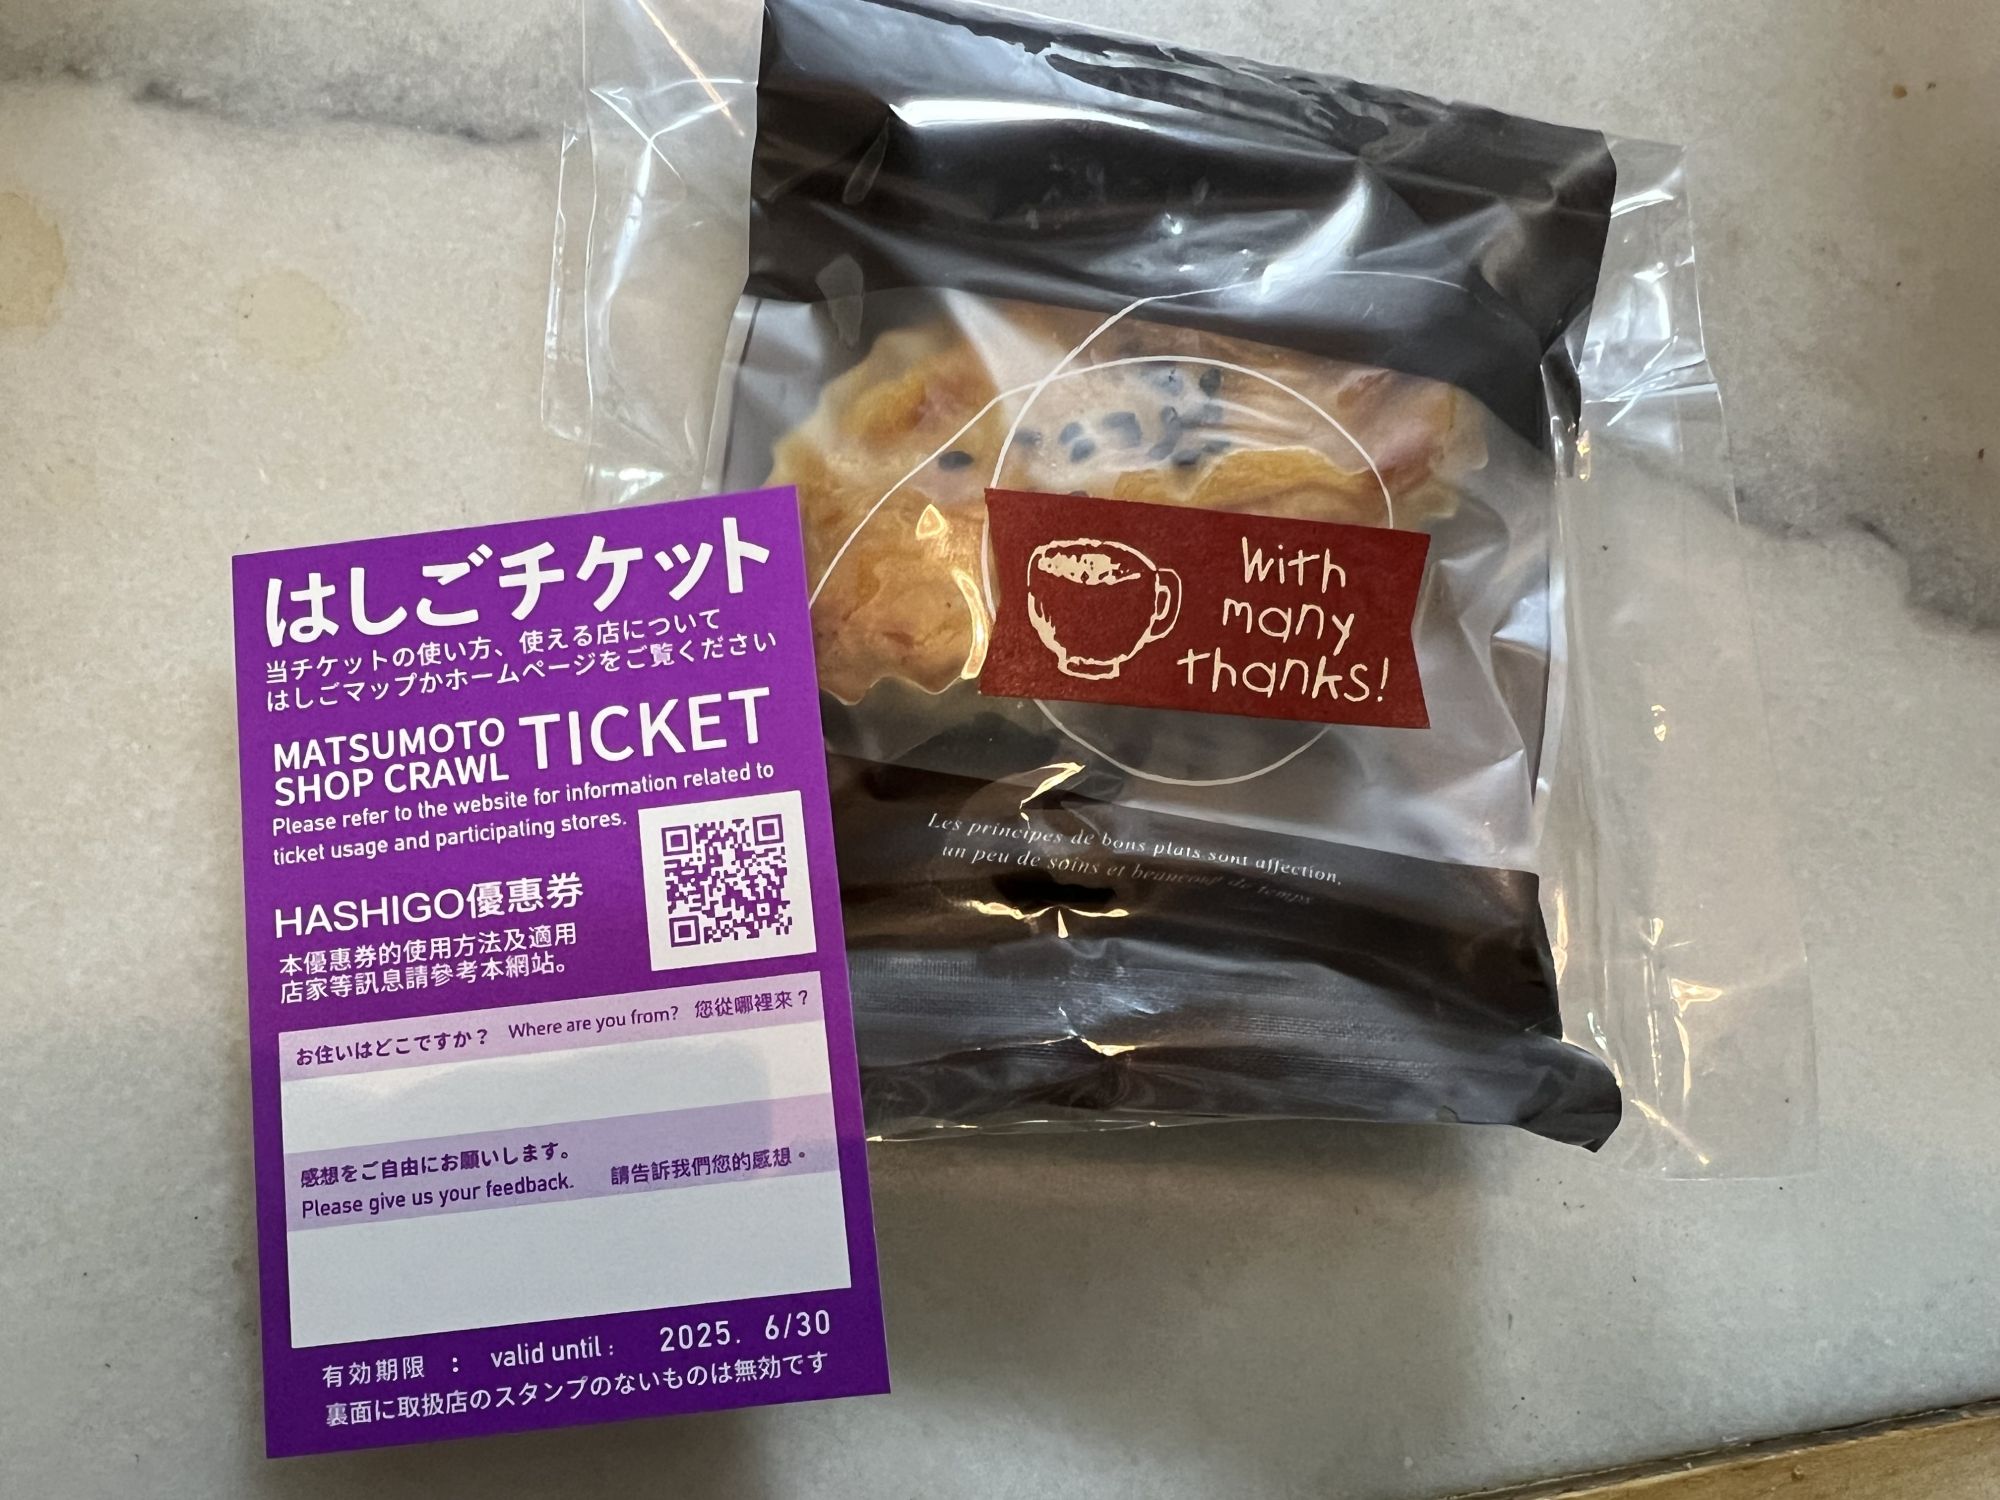 はしごチケット
当チケットの使い方、使える店について
はしごマップかホームページをご覧ください
MATSUMOTO
SHOP CRAWL
TICKET
Please refer to the website for information related to
ticket usage and participating stores.
HASHIGO優惠券
本優惠券的使用方法及適用
店家等訊息請參考本網站。
お住いはどこですか？ Where are you from? 您從哪裡來？
感想をご自由にお願いします。
Please give us your feedback. 請告訴我們您的感想。
有効期限 : valid until : 2025. 6/30
裏面に取扱店のスタンプのないものは無効です
With
many
thanks!
Les principes de bons plats sont affection,
un peu de soins et beaucoup de temps